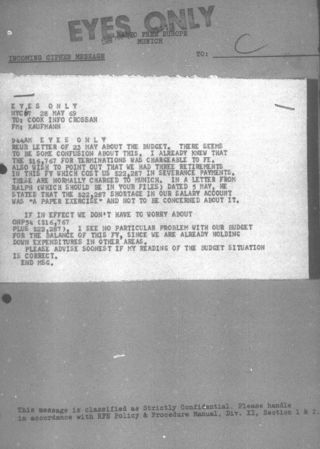 EYES ONLY
RADIO FREE EUROPE
MUNICH
INCOMING CIPHER MESSAGE
TO: C
EYES ONLY
NYC# 28 MAY 69
TO: COOK INFO CROSSAN
FM: KAUFMANN
944AM EYES ONLY
REUR LETTER OF 23 MAY ABOUT THE BUDGET. THERE SEEMS
TO BE SOME CONFUSION ABOUT THIS. I ALREADY KNEW THAT
THE $16,767 FOR TERMINATIONS WAS CHARGEABLE TO FE.
ALSO WISH TO POINT OUT THAT WE HAD THREE RETIREMENTS
IN THIS FY WHICH COST US $22,287 IN SEVERANCE PAYMENTS.
THESE ARE NORMALLY CHARGED TO MUNICH. IN A LETTER FROM
RALPH (WHICH SHOULD BE IN YOUR FILES) DATED 5 MAY, HE
STATED THAT THE $22,287 SHORTAGE IN OUR SALARY ACCOUNT
WAS "A PAPER EXERCISE" AND NOT TO BE CONCERNED ABOUT IT.
IF IN EFFECT WE DON'T HAVE TO WORRY ABOUT
($16,767
PLUS $22,287), I SEE NO PARTICULAR PROBLEM WITH OUR BUDGET
FOR THE BALANCE OF THIS FY, SINCE WE ARE ALREADY HOLDING
DOWN EXPENDITURES IN OTHER AREAS.
PLEASE ADVISE SOONEST IF MY READING OF THE BUDGET SITUATION
IS CORRECT.
END MSG.
This message is classified as Strictly Confidential. Please handle
in accordance with RFE Policy & Procedure Manual, Div. XI, Section 1 & 2.